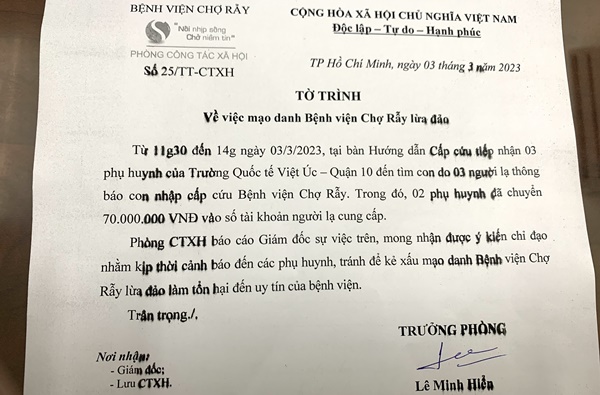 BỆNH VIỆN CHỢ RẪY
CỘNG HÒA XÃ HỘI CHỦ NGHĨA VIỆT NAM
"Nơi nhịp sống
Chở niềm tin"
Độc lập – Tự do – Hạnh phúc
PHÒNG CÔNG TÁC XÃ HỘI
Số 25/TT-CTXH
TP Hồ Chí Minh, ngày 03 tháng 3 năm 2023
TỜ TRÌNH
Về việc mạo danh Bệnh viện Chợ Rẫy lừa đảo
Từ 11g30 đến 14g ngày 03/3/2023, tại bàn Hướng dẫn Cấp cứu tiếp nhận 03
phụ huynh của Trường Quốc tế Việt Úc – Quận 10 đến tìm con do 03 người lạ thông
báo con nhập cấp cứu Bệnh viện Chợ Rẫy. Trong đó, 02 phụ huynh đã chuyển
70.000.000 VNĐ vào số tài khoản người lạ cung cấp.
Phòng CTXH báo cáo Giám đốc sự việc trên, mong nhận được ý kiến chỉ đạo
nhằm kịp thời cảnh báo đến các phụ huynh, tránh để kẻ xấu mạo danh Bệnh viện Chợ
Rẫy lừa đảo làm tổn hại đến uy tín của bệnh viện.
Trân trọng./.
TRƯỞNG PHÒNG
Nơi nhận:
- Giám đốc;
- Lưu CTXH.
Lê Minh Hiển